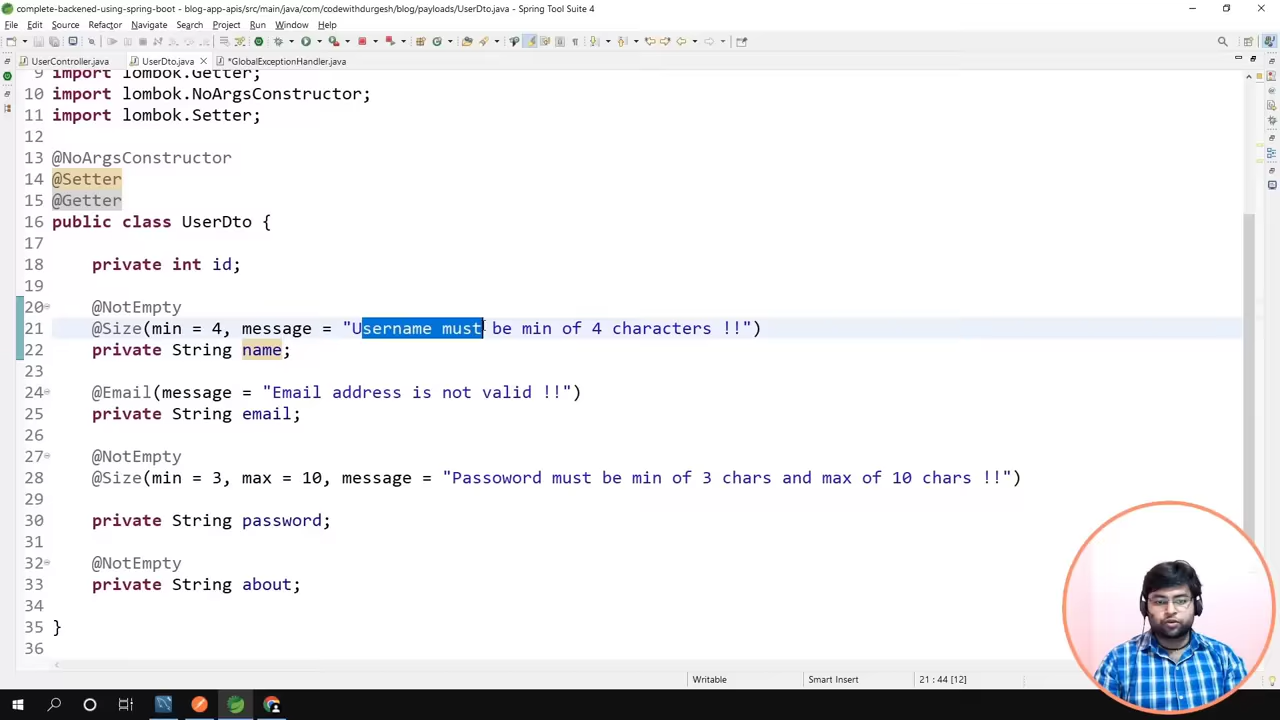 complete-backened-using-spring-boot - blog-app-apis/src/main/java/com/codewithdurgesh/blog/payloads/UserDto.java - Spring Tool Suite 4
File Edit Source Refactor Navigate Search Project Run Window Help
UserController.java UserDto.java *GlobalExceptionHandler.java
9 import lombok.Getter;
10 import lombok.NoArgsConstructor;
11 import lombok.Setter;
12
13 @NoArgsConstructor
14 @Setter
15 @Getter
16 public class UserDto {
17
18 private int id;
19
20 @NotEmpty
21 @Size(min = 4, message = "Username must be min of 4 characters !!")
22 private String name;
23
24 @Email(message = "Email address is not valid !!")
25 private String email;
26
27 @NotEmpty
28 @Size(min = 3, max = 10, message = "Passoword must be min of 3 chars and max of 10 chars !!")
29
30 private String password;
31
32 @NotEmpty
33 private String about;
34
35 }
36
Writable Smart Insert 21 : 44 [12]